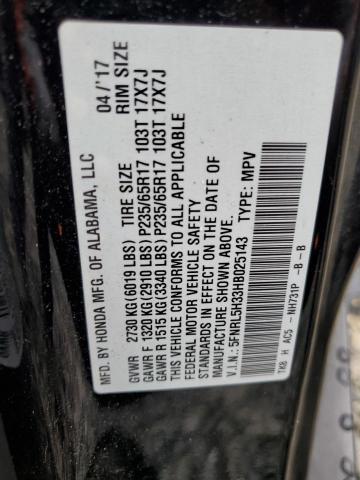 MFD. BY HONDA MFG. OF ALABAMA, LLC 04/'17
TIRE SIZE RIM SIZE
GVWR 2730 KG(6019 LBS)
GAWR F 1320 KG(2910 LBS) P235/65R17 103T 17X7J
GAWR R 1515 KG(3340 LBS) P235/65R17 103T 17X7J
THIS VEHICLE CONFORMS TO ALL APPLICABLE
FEDERAL MOTOR VEHICLE SAFETY
STANDARDS IN EFFECT ON THE DATE OF
MANUFACTURE SHOWN ABOVE.
V.I.N.: 5FNRL5H33HB025143 TYPE: MPV
TK8 H AC5 -NH731P -B -B